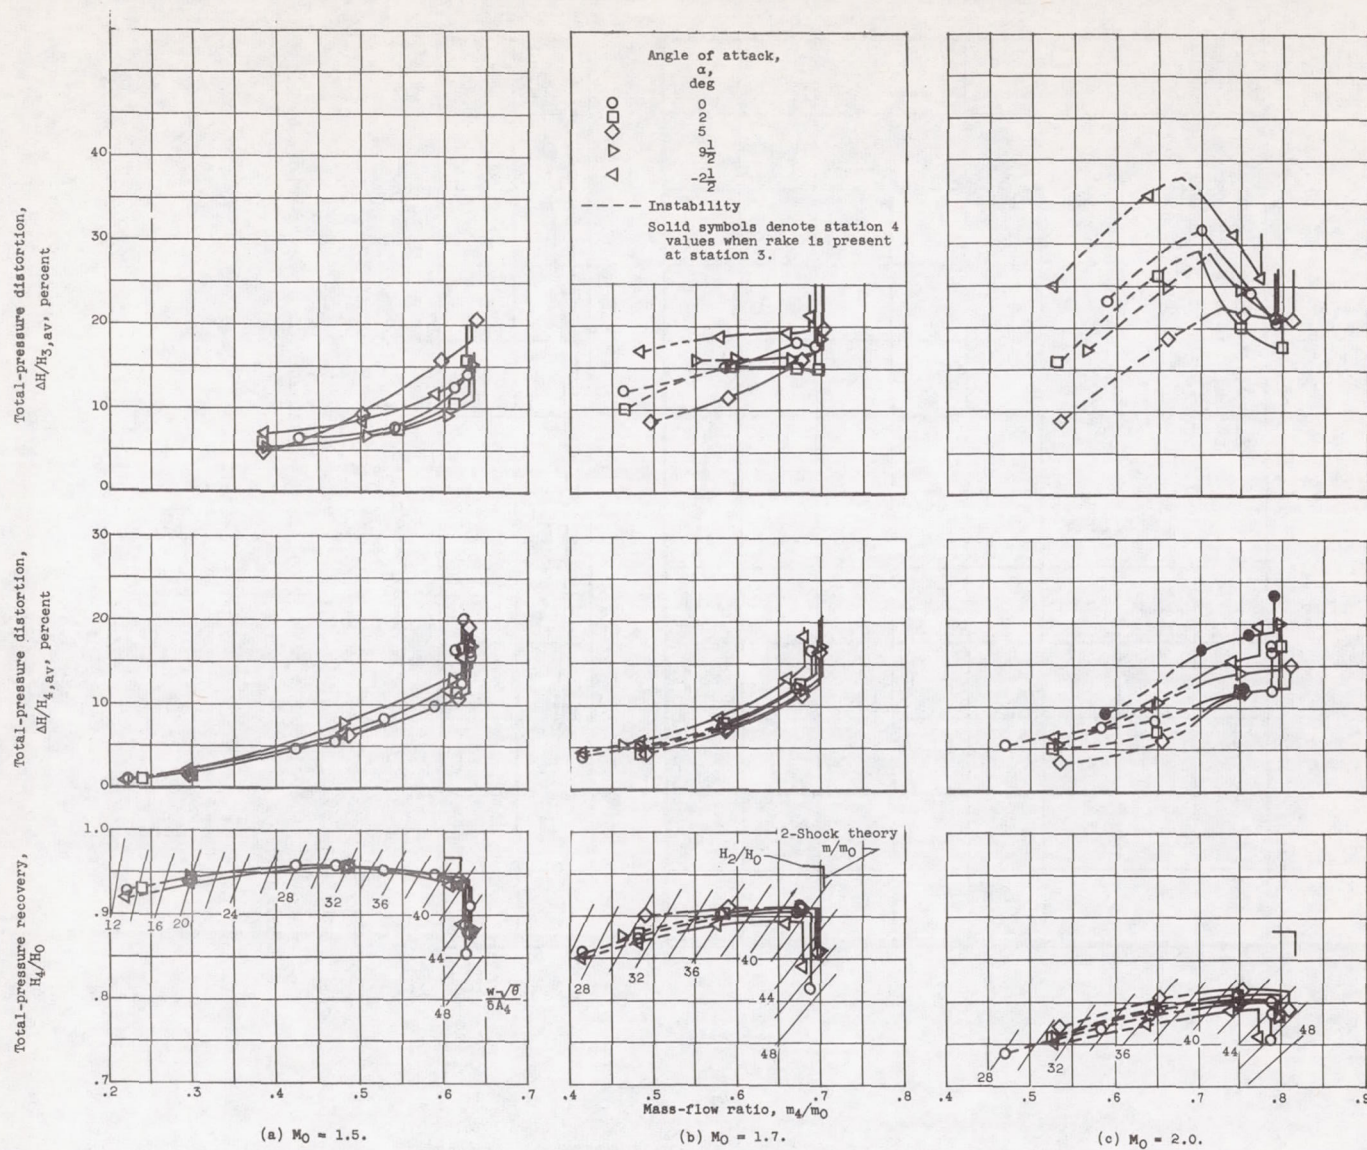 Angle of attack,
α,
deg
0
2
5
9 1/2
-2 1/2
Instability
Solid symbols denote station 4
values when rake is present
at station 3.
Total-pressure distortion,
ΔH/H3,av, percent
40
30
20
10
0
Total-pressure distortion,
ΔH/H4,av, percent
30
20
10
0
Total-pressure recovery,
H4/H0
1.0
.9
.8
.7
12
16
20
24
28
32
36
40
44
48
w√θ
δA4
2-Shock theory
H2/H0
m/m0
28
32
36
40
44
48
28
32
36
40
44
48
.2 .3 .4 .5 .6 .7
.4 .5 .6 .7 .8
.4 .5 .6 .7 .8 .9
Mass-flow ratio, m4/m0
(a) M0 = 1.5.
(b) M0 = 1.7.
(c) M0 = 2.0.